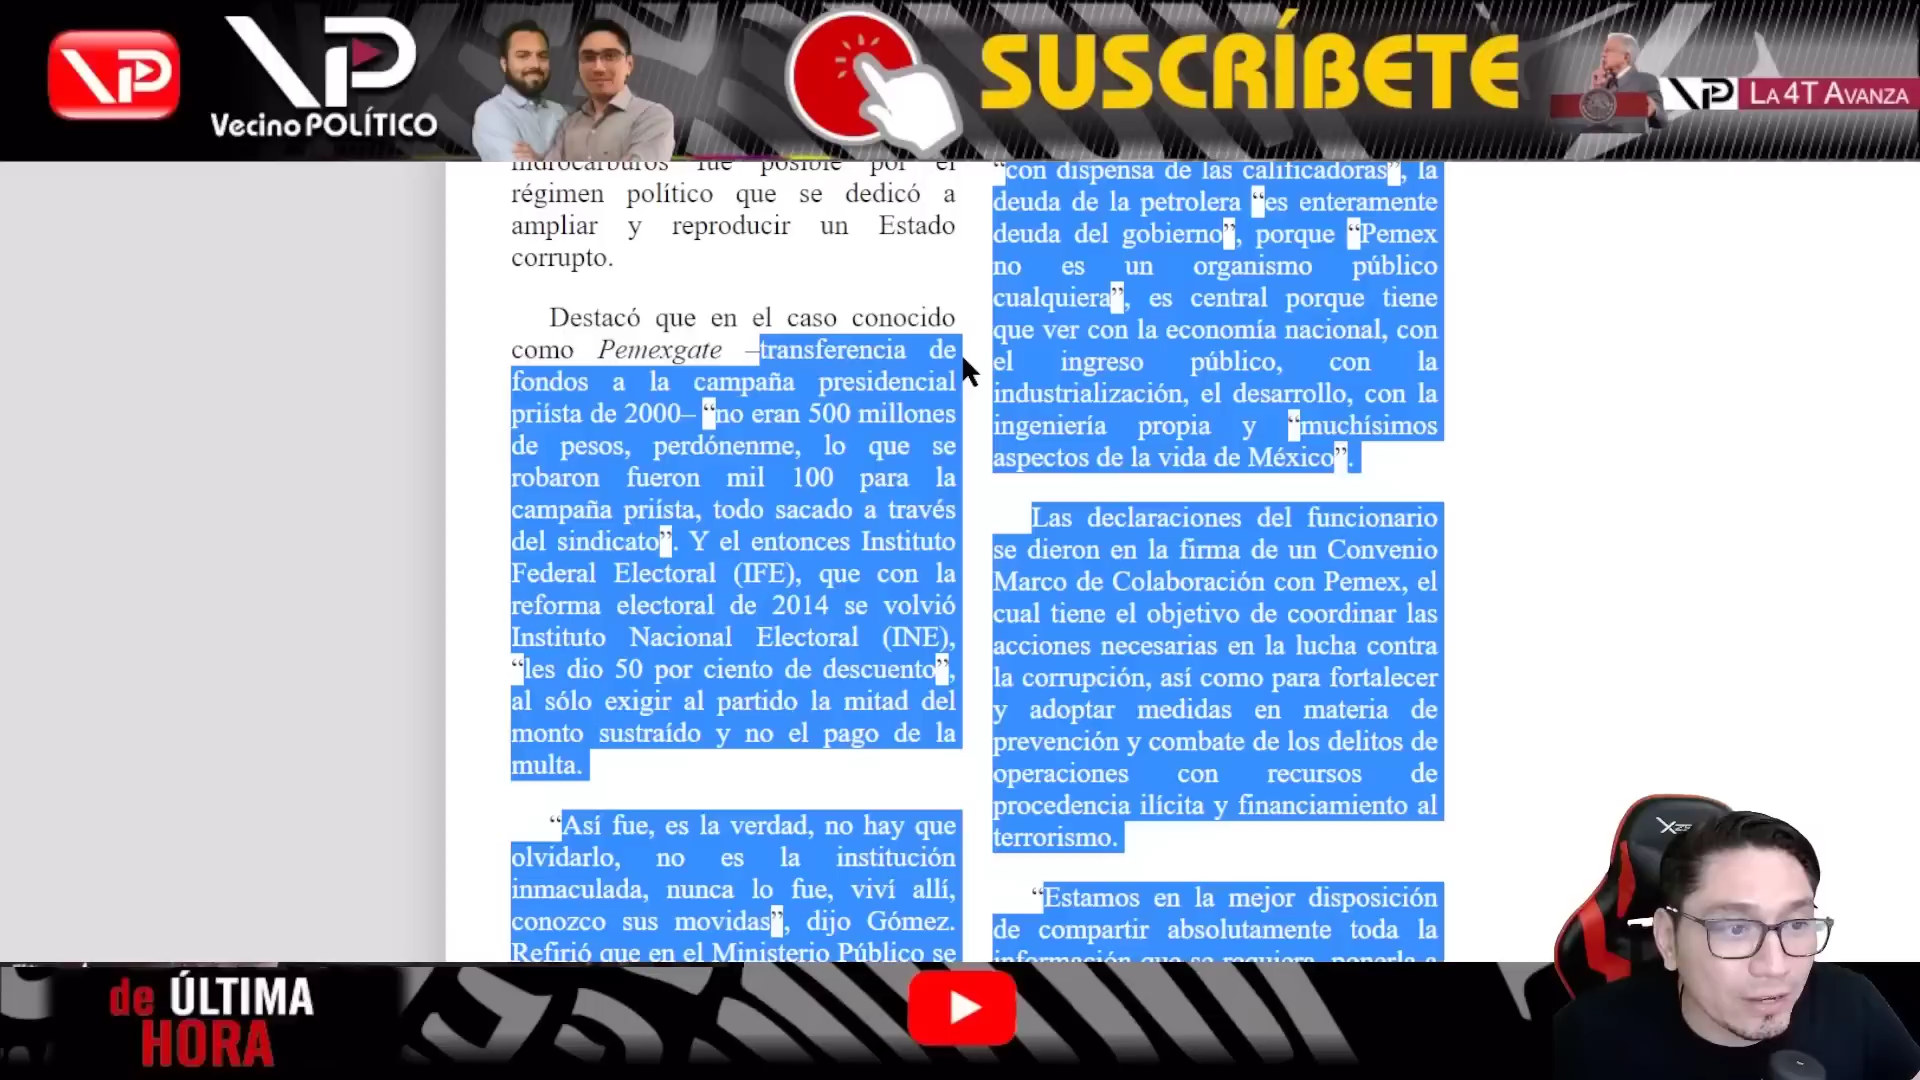 VP
VP
Vecino POLÍTICO
SUSCRÍBETE
VP LA 4T AVANZA
hidrocarburos fue posible por el
régimen político que se dedicó a
ampliar y reproducir un Estado
corrupto.
Destacó que en el caso conocido
como Pemexgate –transferencia de
fondos a la campaña presidencial
priísta de 2000– “no eran 500 millones
de pesos, perdónenme, lo que se
robaron fueron mil 100 para la
campaña priísta, todo sacado a través
del sindicato”. Y el entonces Instituto
Federal Electoral (IFE), que con la
reforma electoral de 2014 se volvió
Instituto Nacional Electoral (INE),
“les dio 50 por ciento de descuento”,
al sólo exigir al partido la mitad del
monto sustraído y no el pago de la
multa.
“Así fue, es la verdad, no hay que
olvidarlo, no es la institución
inmaculada, nunca lo fue, viví allí,
conozco sus movidas”, dijo Gómez.
Refirió que en el Ministerio Público se
“con dispensa de las calificadoras”, la
deuda de la petrolera “es enteramente
deuda del gobierno”, porque “Pemex
no es un organismo público
cualquiera”, es central porque tiene
que ver con la economía nacional, con
el ingreso público, con la
industrialización, el desarrollo, con la
ingeniería propia y “muchísimos
aspectos de la vida de México”.
Las declaraciones del funcionario
se dieron en la firma de un Convenio
Marco de Colaboración con Pemex, el
cual tiene el objetivo de coordinar las
acciones necesarias en la lucha contra
la corrupción, así como para fortalecer
y adoptar medidas en materia de
prevención y combate de los delitos de
operaciones con recursos de
procedencia ilícita y financiamiento al
terrorismo.
“Estamos en la mejor disposición
de compartir absolutamente toda la
información que se requiera, ponerla a
de ÚLTIMA
HORA